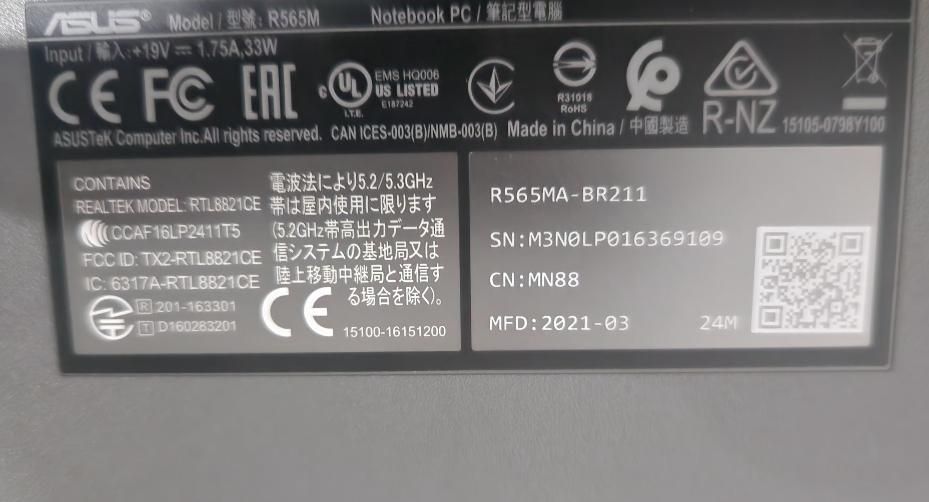 ASUS Model / 型號: R565M Notebook PC / 筆記型電腦
Input / 輸入: +19V ⎓ 1.75A,33W
CE FC EAC c UL US LISTED EMS HQ006 E187242 I.T.E. R31018 RoHS R-NZ
ASUSTeK Computer Inc.All rights reserved. CAN ICES-003(B)/NMB-003(B) Made in China / 中國製造 15105-0798Y100
CONTAINS
REALTEK MODEL: RTL8821CE
CCAF16LP2411T5
FCC ID: TX2-RTL8821CE
IC: 6317A-RTL8821CE
R 201-163301
T D160283201
電波法により5.2/5.3GHz
帯は屋内使用に限ります
(5.2GHz帯高出力データ通
信システムの基地局又は
陸上移動中継局と通信す
る場合を除く)。
CE 15100-16151200
R565MA-BR211
SN:M3N0LP016369109
CN:MN88
MFD:2021-03 24M